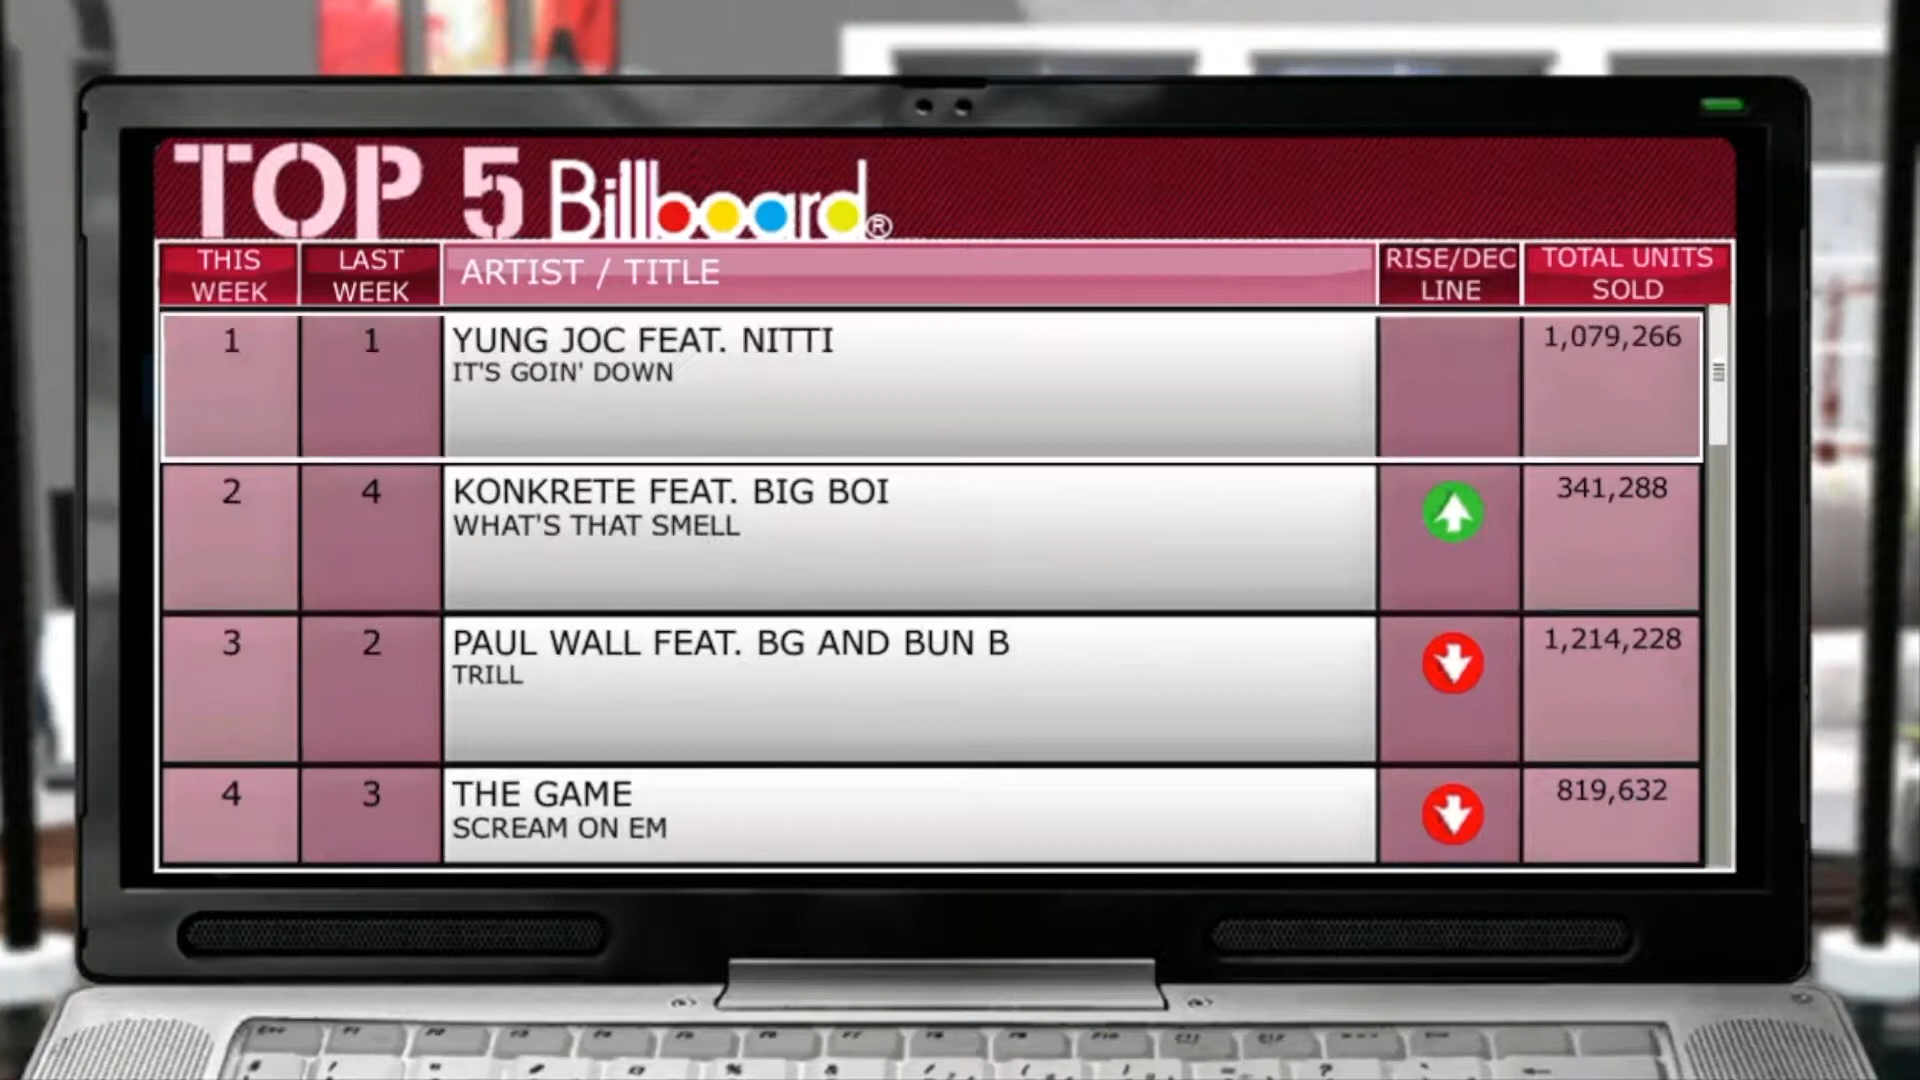 TOP 5 Billboard®
THIS WEEK
LAST WEEK
ARTIST / TITLE
RISE/DEC LINE
TOTAL UNITS SOLD
1
1
YUNG JOC FEAT. NITTI
IT'S GOIN' DOWN
1,079,266
2
4
KONKRETE FEAT. BIG BOI
WHAT'S THAT SMELL
341,288
3
2
PAUL WALL FEAT. BG AND BUN B
TRILL
1,214,228
4
3
THE GAME
SCREAM ON EM
819,632